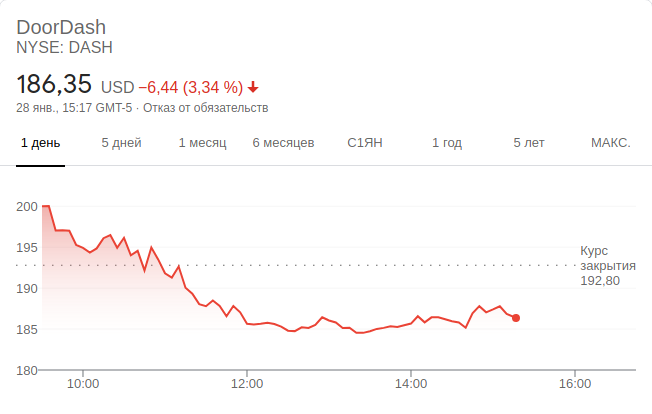 DoorDash
NYSE: DASH
186,35 USD −6,44 (3,34 %)
28 янв., 15:17 GMT-5 · Отказ от обязательств
1 день 5 дней 1 месяц 6 месяцев С1ЯН 1 год 5 лет МАКС.
200
195
Курс
закрытия
192,80
190
185
180
10:00 12:00 14:00 16:00